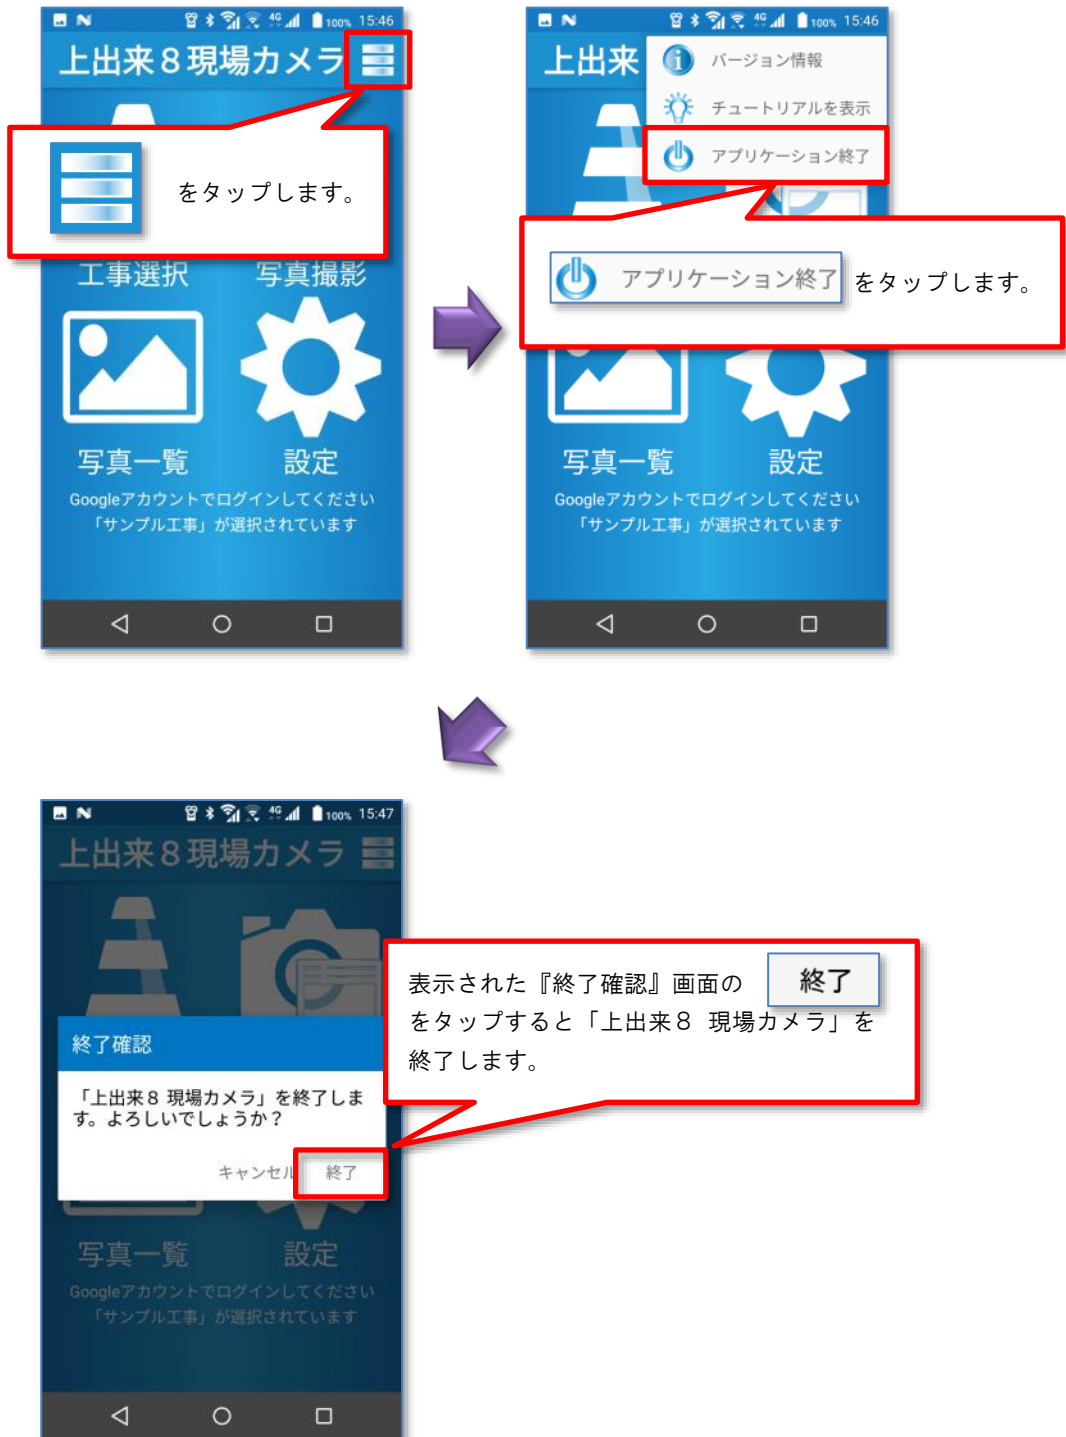 100% 15:46
上出来８現場カメラ
をタップします。
工事選択 写真撮影
写真一覧 設定
Googleアカウントでログインしてください
「サンプル工事」が選択されています
100% 15:46
上出来
バージョン情報
チュートリアルを表示
アプリケーション終了
アプリケーション終了 をタップします。
写真一覧 設定
Googleアカウントでログインしてください
「サンプル工事」が選択されています
4G 100% 15:47
上出来８現場カメラ
表示された『終了確認』画面の 終了
をタップすると「上出来８ 現場カメラ」を
終了します。
終了確認
「上出来８ 現場カメラ」を終了しま
す。よろしいでしょうか？
キャンセル 終了
写真一覧 設定
Googleアカウントでログインしてください
「サンプル工事」が選択されています